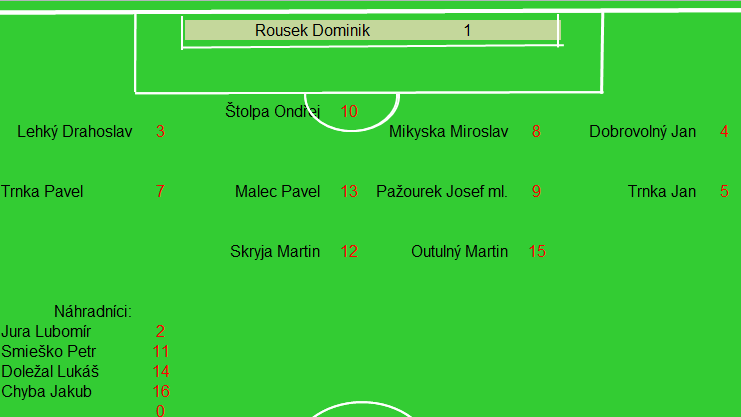 Rousek Dominik 1
Štolpa Ondřej 10
Lehký Drahoslav 3 Mikyska Miroslav 8 Dobrovolný Jan 4
Trnka Pavel 7 Malec Pavel 13 Pažourek Josef ml. 9 Trnka Jan 5
Skryja Martin 12 Outulný Martin 15
Náhradníci:
Jura Lubomír 2
Smieško Petr 11
Doležal Lukáš 14
Chyba Jakub 16
0